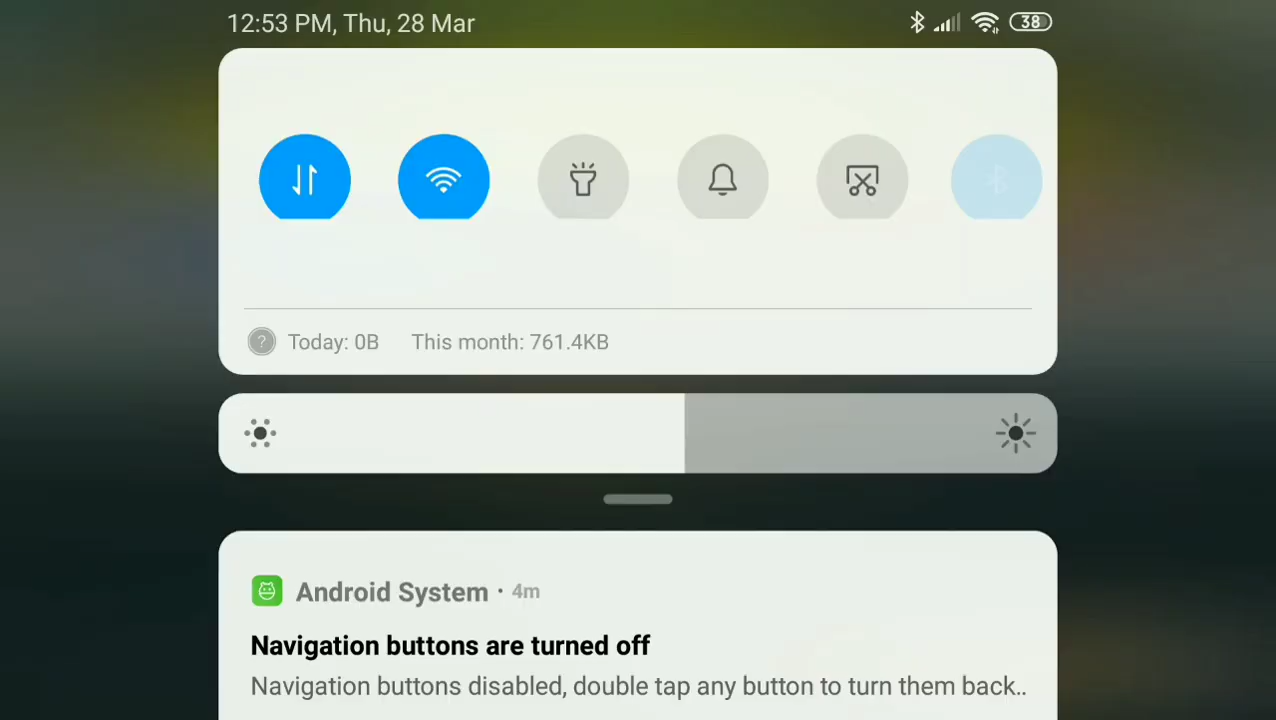 12:53 PM, Thu, 28 Mar
38
Today: 0B This month: 761.4KB
Android System · 4m
Navigation buttons are turned off
Navigation buttons disabled, double tap any button to turn them back..